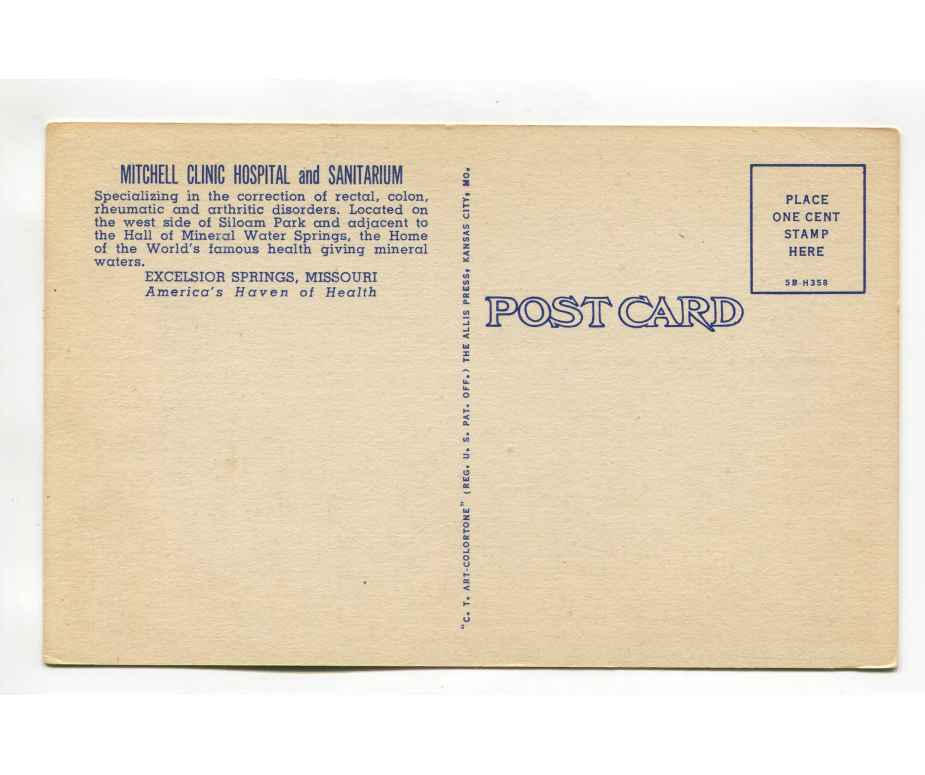 MITCHELL CLINIC HOSPITAL and SANITARIUM
Specializing in the correction of rectal, colon,
rheumatic and arthritic disorders. Located on
the west side of Siloam Park and adjacent to
the Hall of Mineral Water Springs, the Home
of the World's famous health giving mineral
waters.
EXCELSIOR SPRINGS, MISSOURI
America's Haven of Health
"C. T. ART-COLORTONE" (REG. U. S. PAT. OFF.) THE ALLIS PRESS, KANSAS CITY, MO.
POST CARD
PLACE
ONE CENT
STAMP
HERE
5B-H358